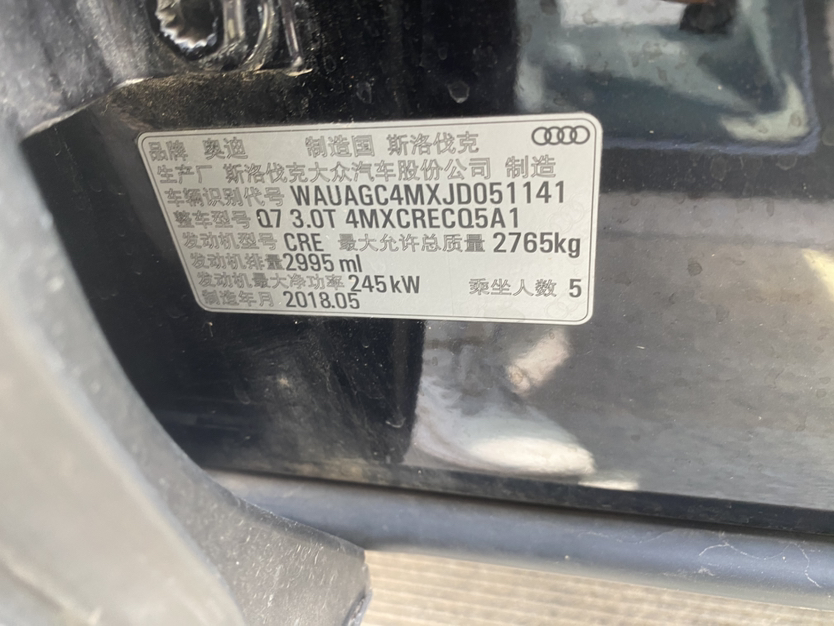 品牌 奥迪 制造国 斯洛伐克
生产厂 斯洛伐克大众汽车股份公司 制造
车辆识别代号 WAUAGC4MXJD051141
整车型号 Q7 3.0T 4MXCRECQ5A1
发动机型号 CRE 最大允许总质量 2765kg
发动机排量 2995 ml
发动机最大净功率 245 kW 乘坐人数 5
制造年月 2018.05